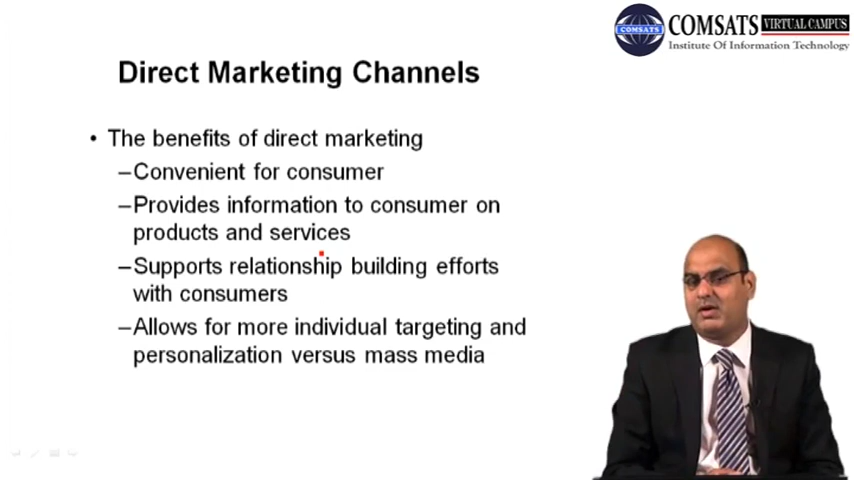 COMSATS
COMSATS VIRTUAL CAMPUS
Institute Of Information Technology
Direct Marketing Channels
• The benefits of direct marketing
–Convenient for consumer
–Provides information to consumer on
products and services
–Supports relationship building efforts
with consumers
–Allows for more individual targeting and
personalization versus mass media